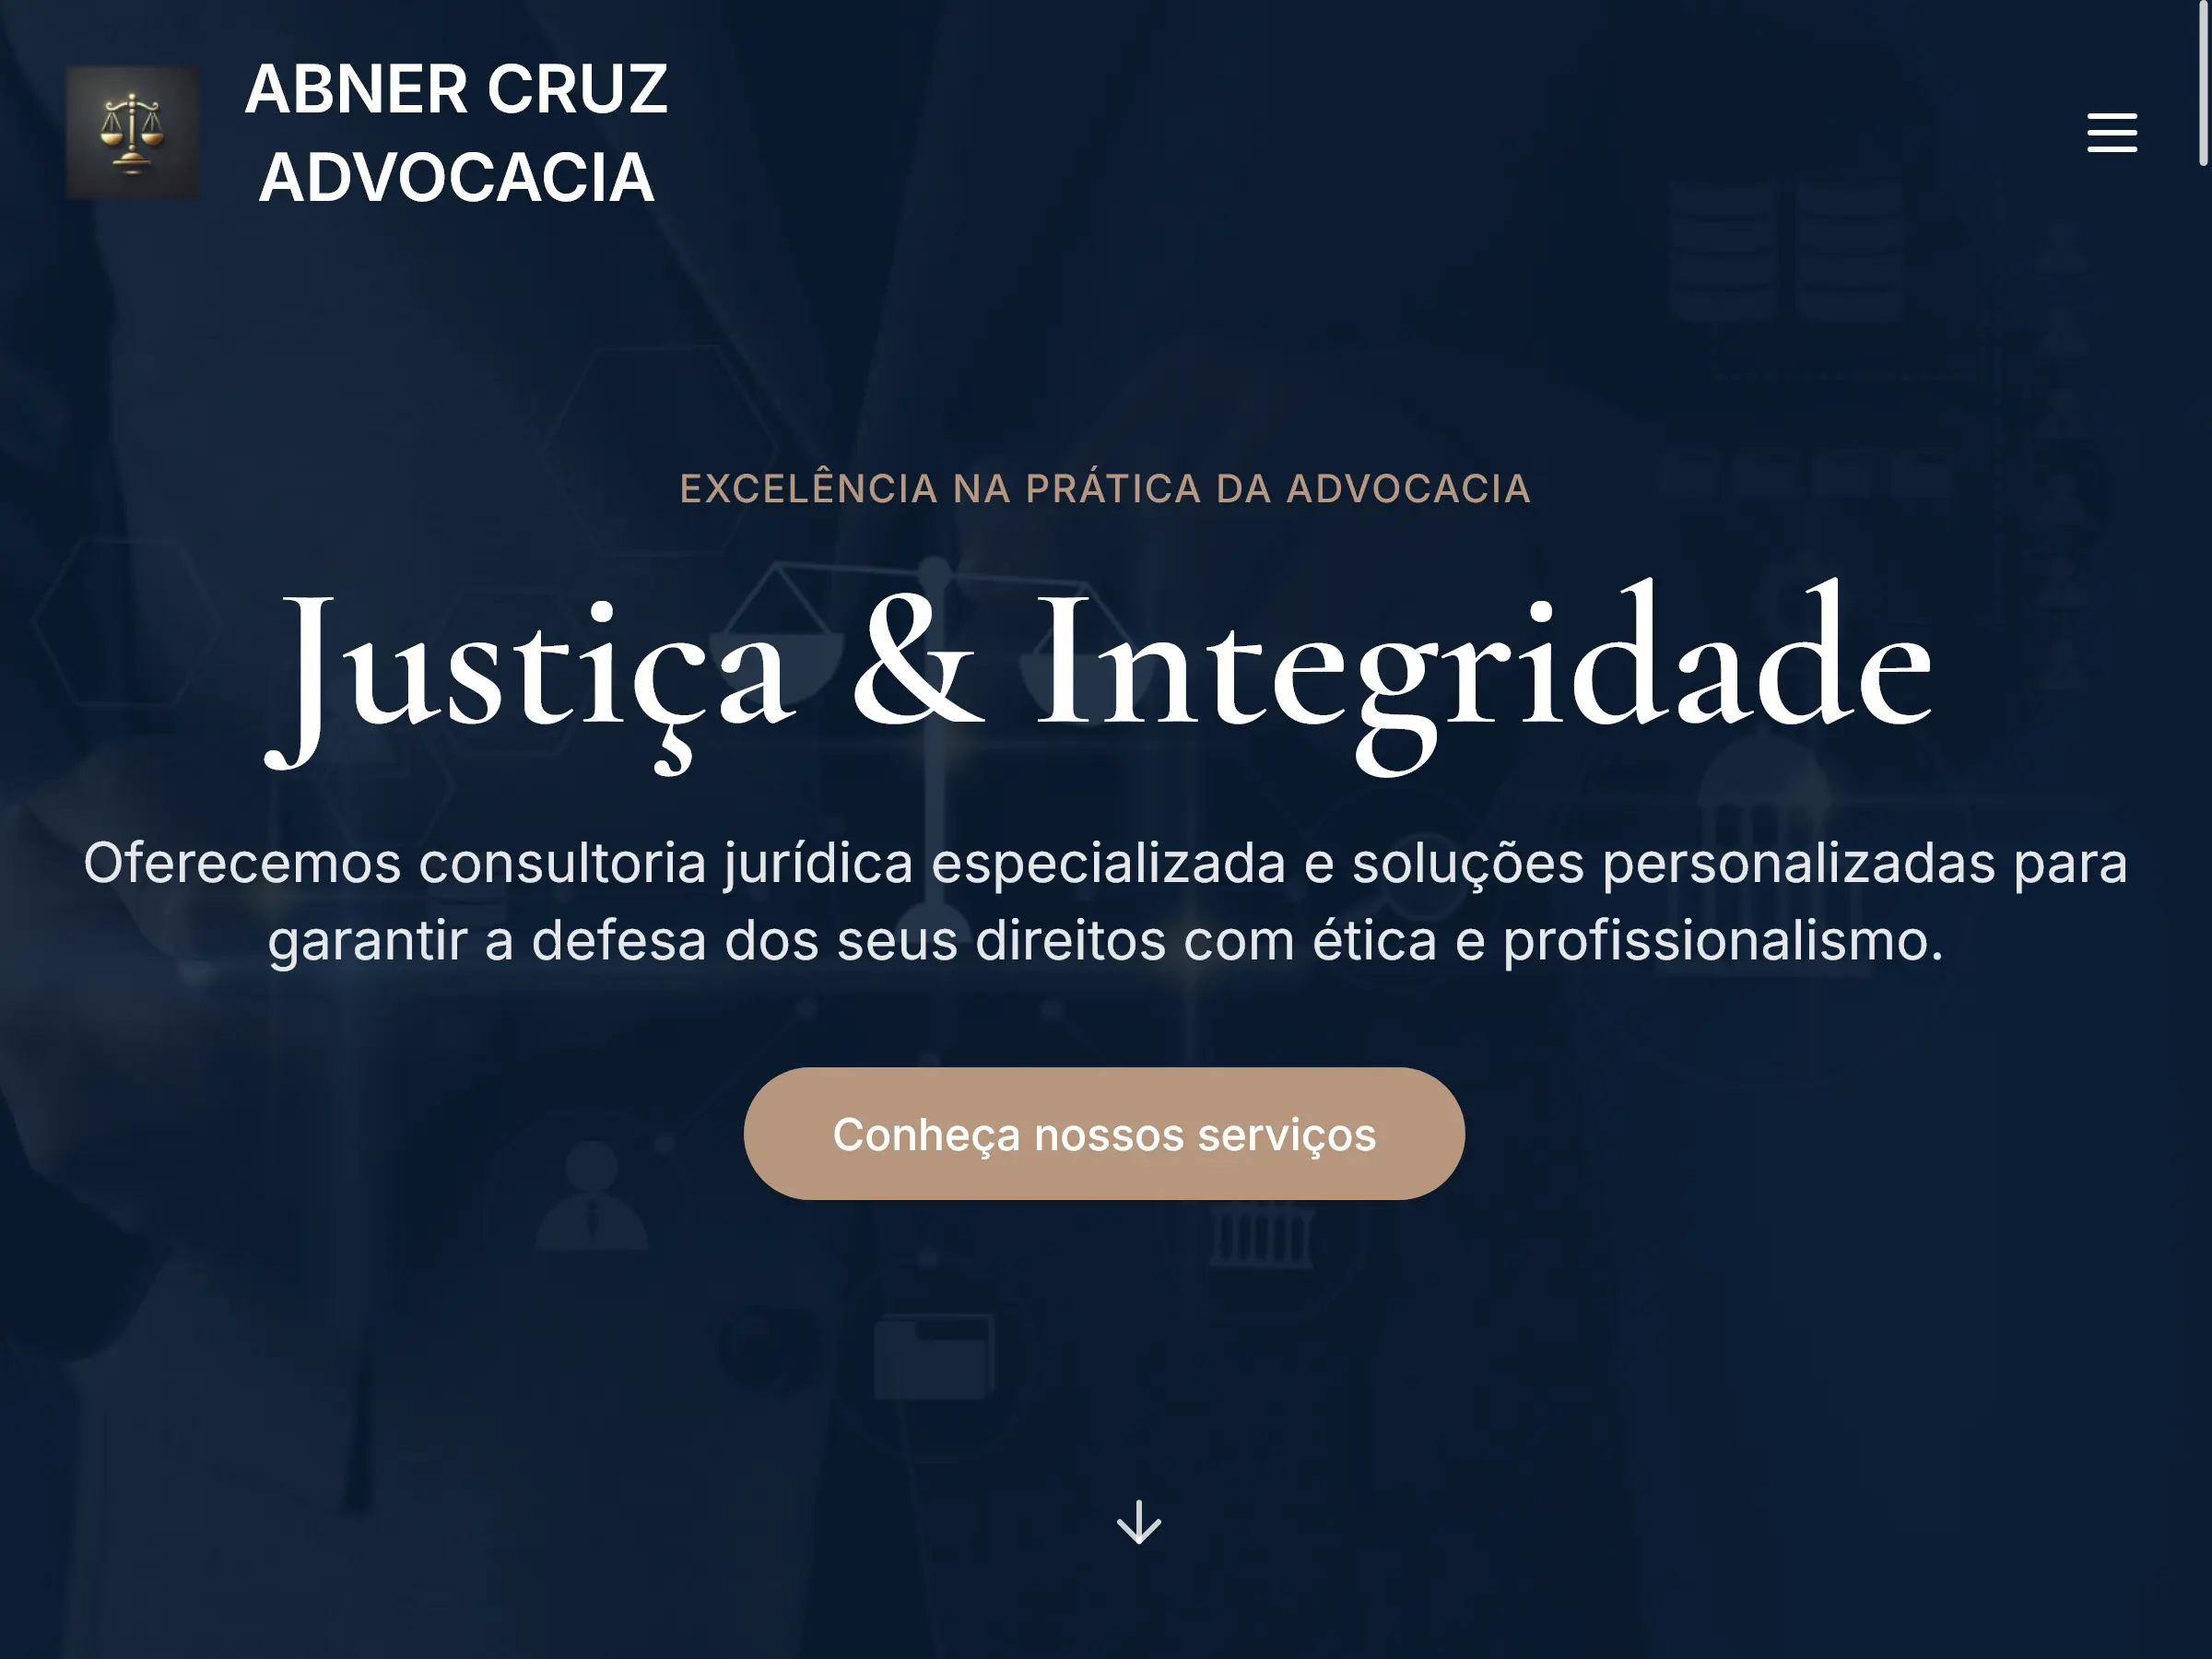 ABNER CRUZ
ADVOCACIA
EXCELÊNCIA NA PRÁTICA DA ADVOCACIA
Justiça & Integridade
Oferecemos consultoria jurídica especializada e soluções personalizadas para
garantir a defesa dos seus direitos com ética e profissionalismo.
Conheça nossos serviços